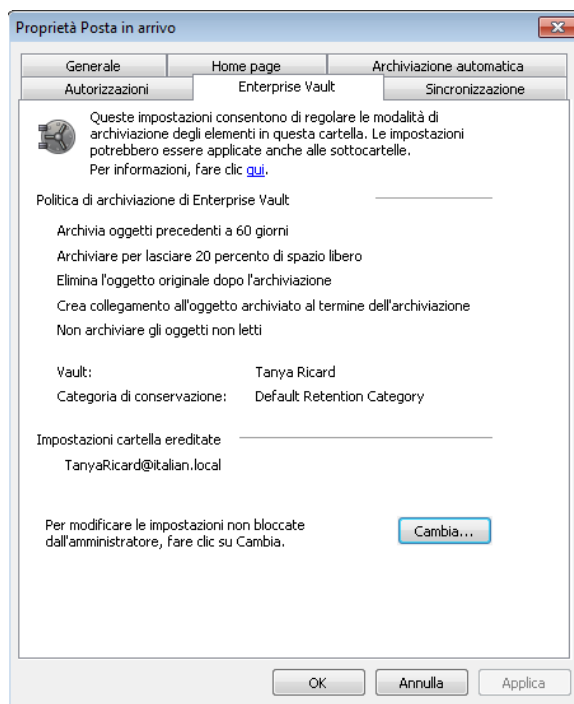 Proprietà Posta in arrivo
Generale
Home page
Archiviazione automatica
Autorizzazioni
Enterprise Vault
Sincronizzazione
Queste impostazioni consentono di regolare le modalità di
archiviazione degli elementi in questa cartella. Le impostazioni
potrebbero essere applicate anche alle sottocartelle.
Per informazioni, fare clic qui.
Politica di archiviazione di Enterprise Vault
Archivia oggetti precedenti a 60 giorni
Archiviare per lasciare 20 percento di spazio libero
Elimina l'oggetto originale dopo l'archiviazione
Crea collegamento all'oggetto archiviato al termine dell'archiviazione
Non archiviare gli oggetti non letti
Vault: Tanya Ricard
Categoria di conservazione: Default Retention Category
Impostazioni cartella ereditate
TanyaRicard@italian.local
Per modificare le impostazioni non bloccate
dall'amministratore, fare clic su Cambia.
Cambia...
OK
Annulla
Applica